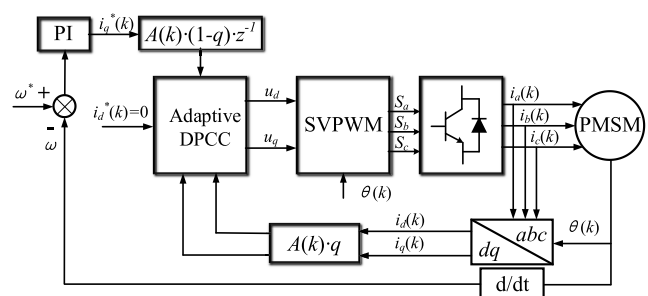 PI
i_q^*(k)
A(k)·(1-q)·z^{-1}
ω^*
+
-
ω
i_d^*(k)=0
Adaptive
DPCC
u_d
u_q
SVPWM
θ(k)
S_a
S_b
S_c
i_a(k)
i_b(k)
i_c(k)
PMSM
A(k)·q
i_d(k)
i_q(k)
abc
dq
θ(k)
d/dt